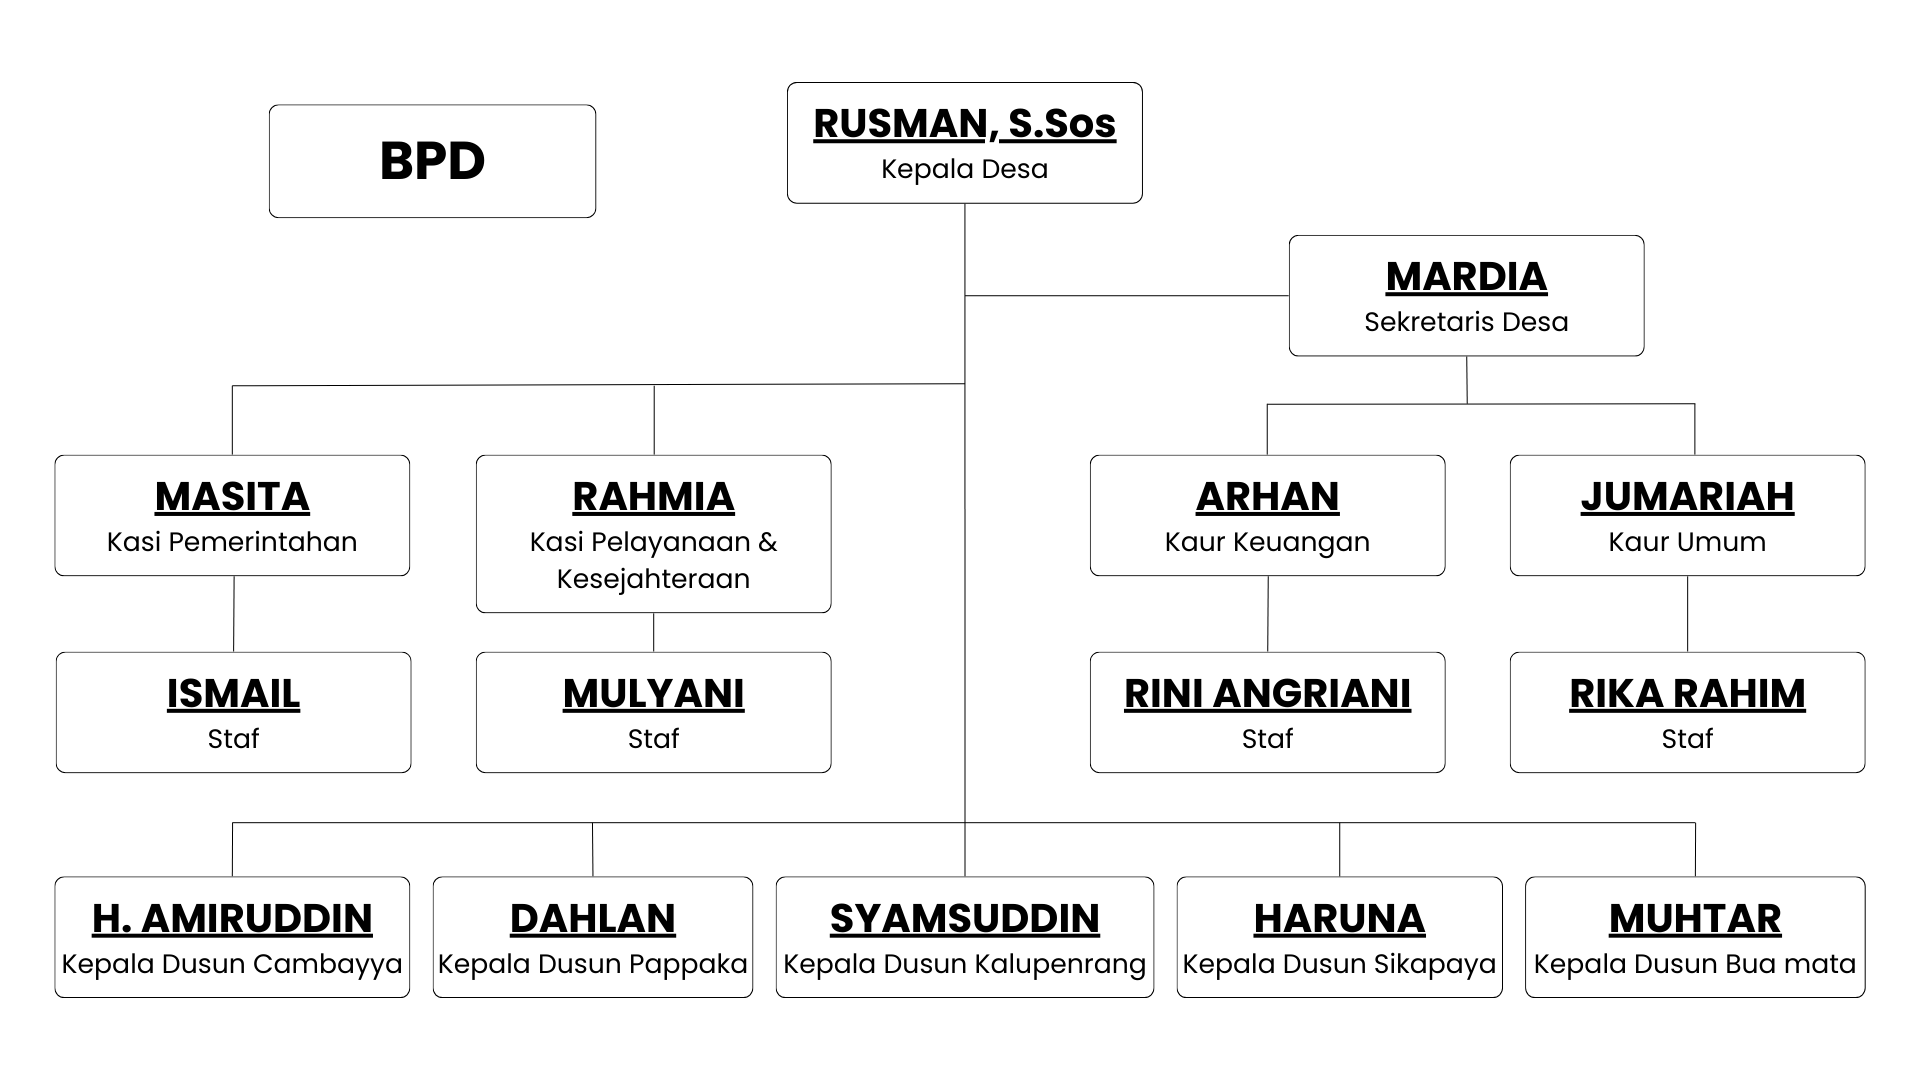 BPD
RUSMAN, S.Sos
Kepala Desa
MARDIA
Sekretaris Desa
MASITA
Kasi Pemerintahan
RAHMIA
Kasi Pelayanaan &
Kesejahteraan
ARHAN
Kaur Keuangan
JUMARIAH
Kaur Umum
ISMAIL
Staf
MULYANI
Staf
RINI ANGRIANI
Staf
RIKA RAHIM
Staf
H. AMIRUDDIN
Kepala Dusun Cambayya
DAHLAN
Kepala Dusun Pappaka
SYAMSUDDIN
Kepala Dusun Kalupenrang
HARUNA
Kepala Dusun Sikapaya
MUHTAR
Kepala Dusun Bua mata